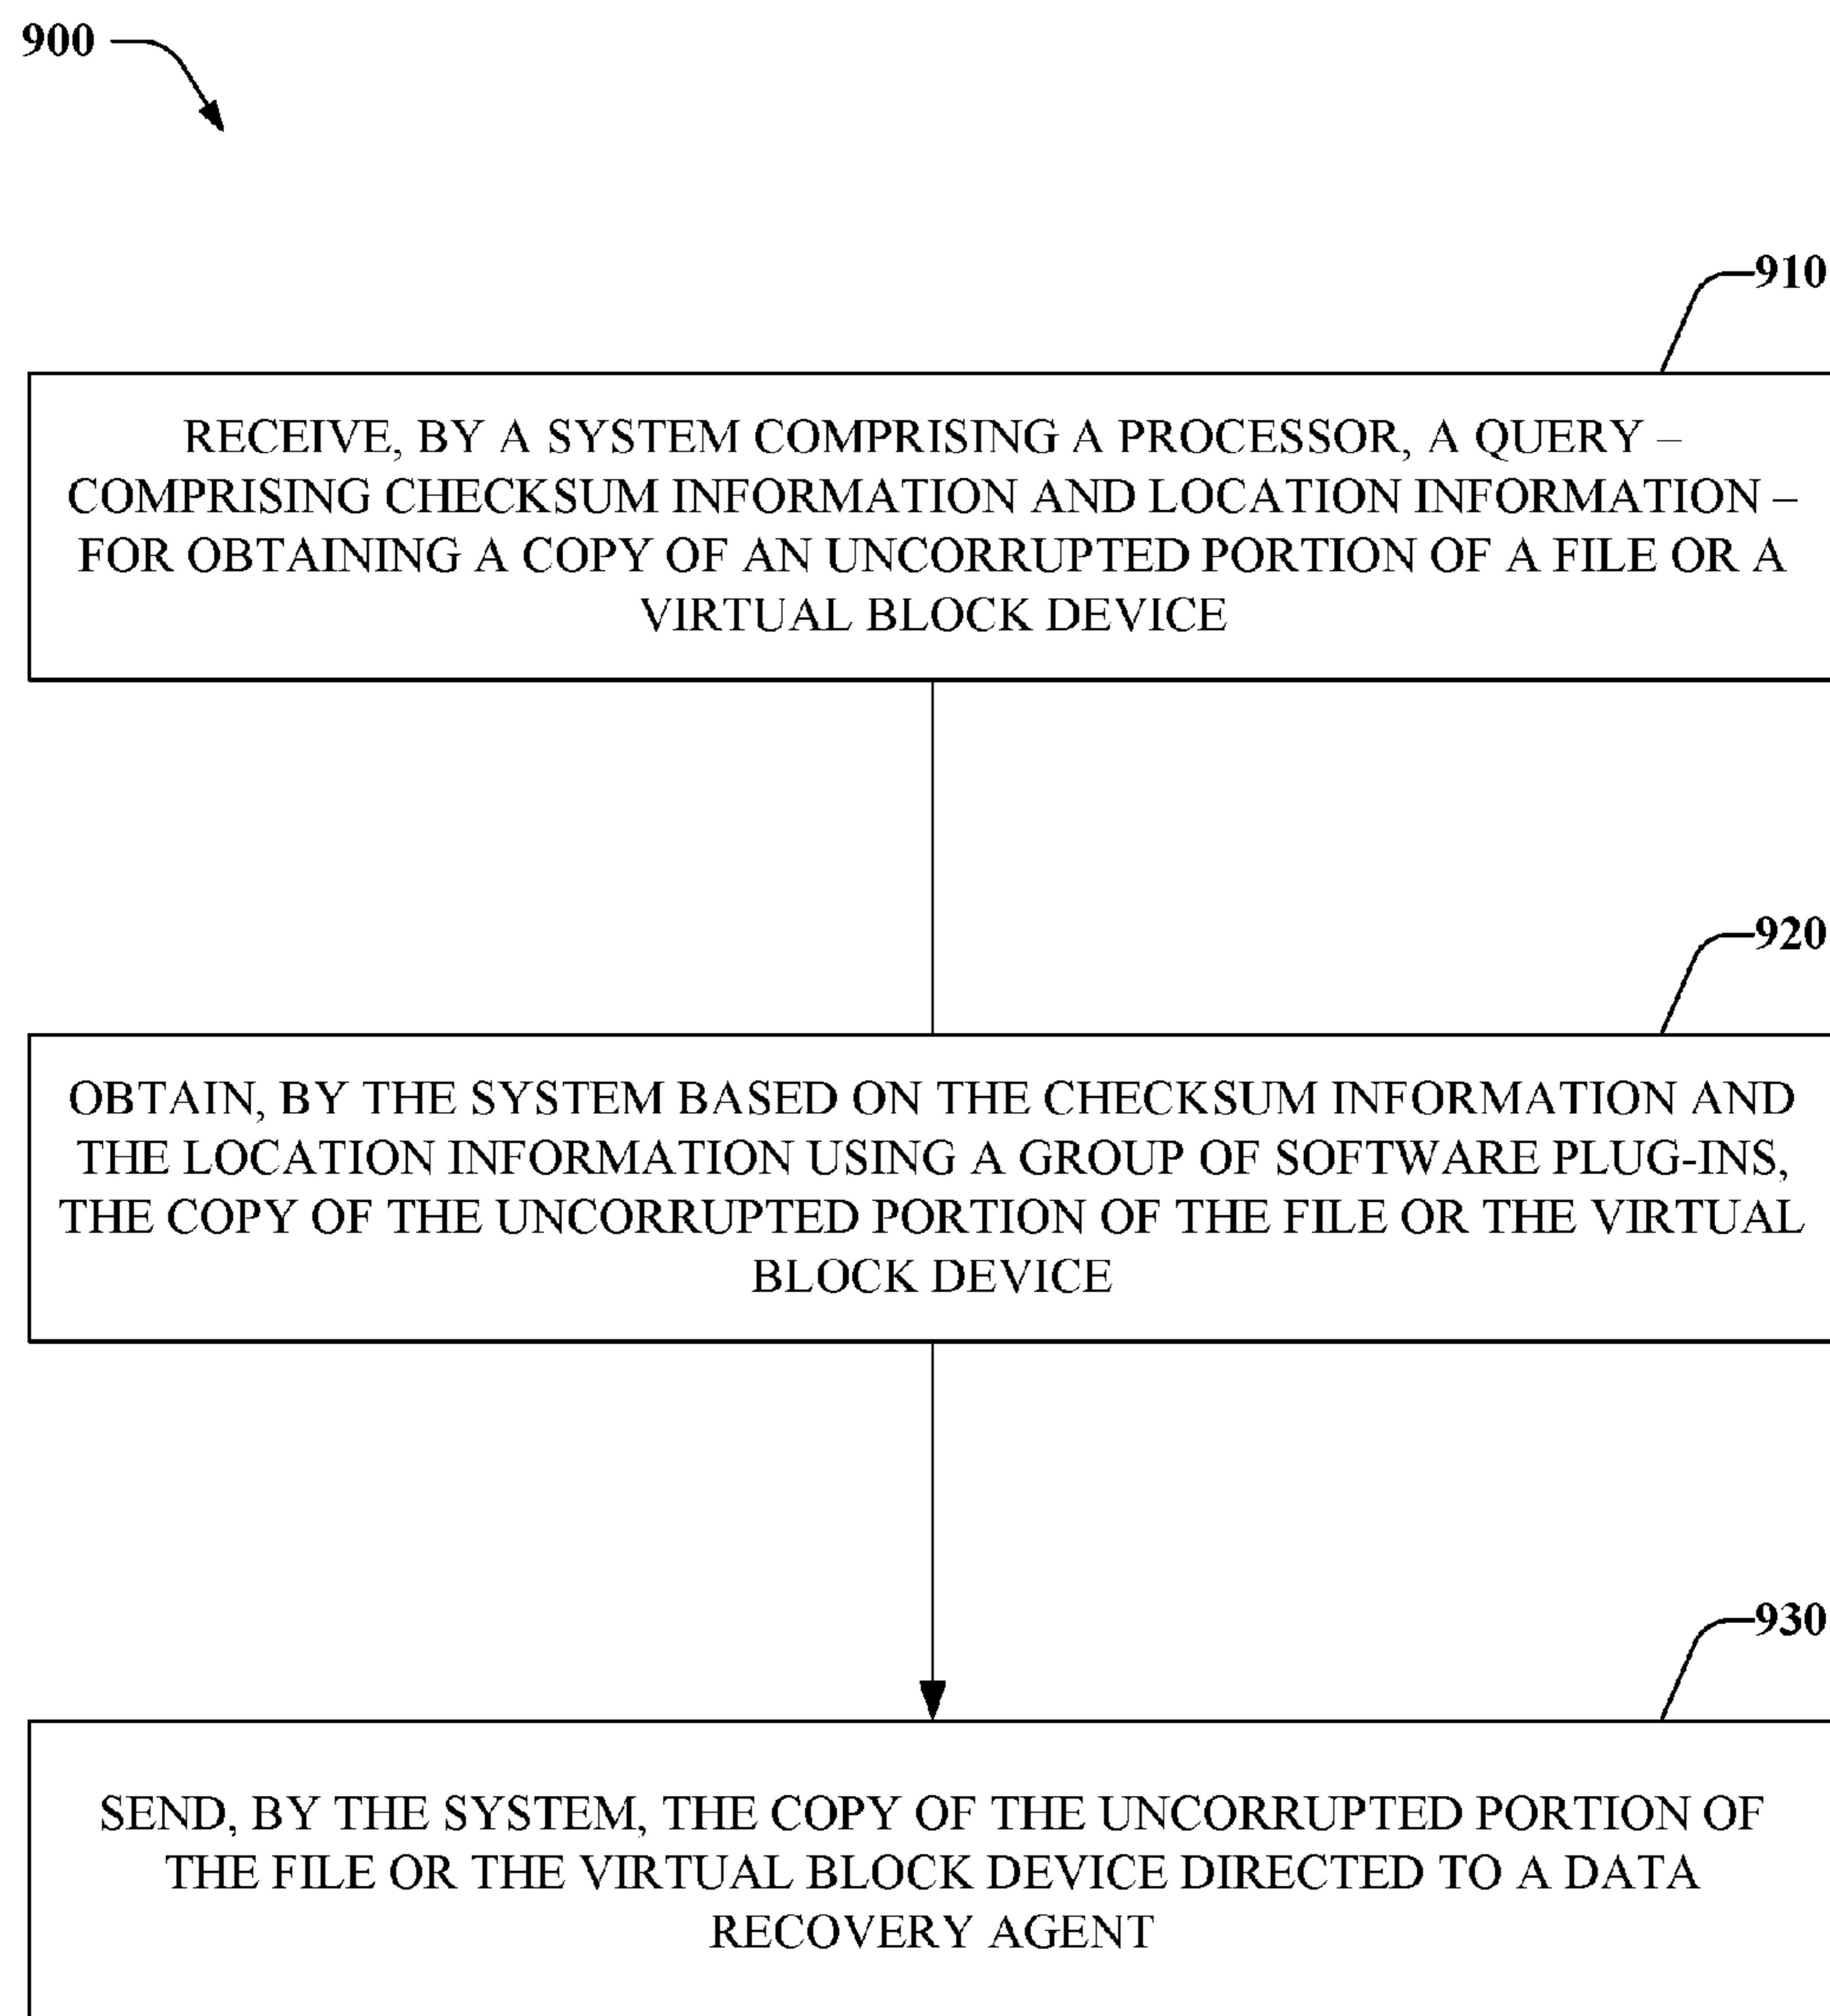 900
910
RECEIVE, BY A SYSTEM COMPRISING A PROCESSOR, A QUERY –
COMPRISING CHECKSUM INFORMATION AND LOCATION INFORMATION –
FOR OBTAINING A COPY OF AN UNCORRUPTED PORTION OF A FILE OR A
VIRTUAL BLOCK DEVICE
920
OBTAIN, BY THE SYSTEM BASED ON THE CHECKSUM INFORMATION AND
THE LOCATION INFORMATION USING A GROUP OF SOFTWARE PLUG-INS,
THE COPY OF THE UNCORRUPTED PORTION OF THE FILE OR THE VIRTUAL
BLOCK DEVICE
930
SEND, BY THE SYSTEM, THE COPY OF THE UNCORRUPTED PORTION OF
THE FILE OR THE VIRTUAL BLOCK DEVICE DIRECTED TO A DATA
RECOVERY AGENT